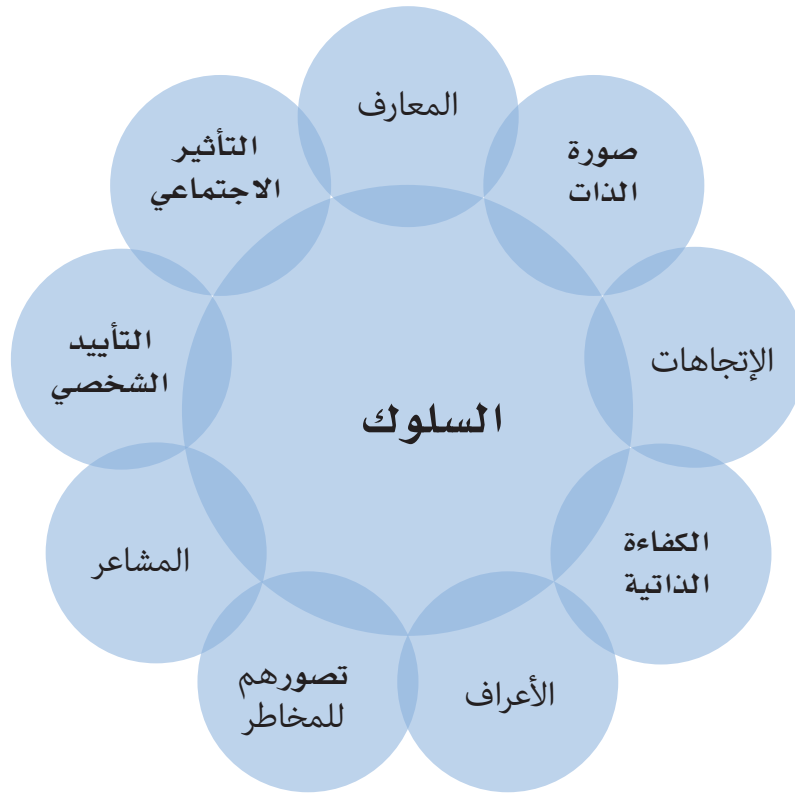 المعارف
صورة
الذات
الإتجاهات
الكفاءة
الذاتية
الأعراف
تصورهم
للمخاطر
المشاعر
التأييد
الشخصي
التأثير
الاجتماعي
السلوك